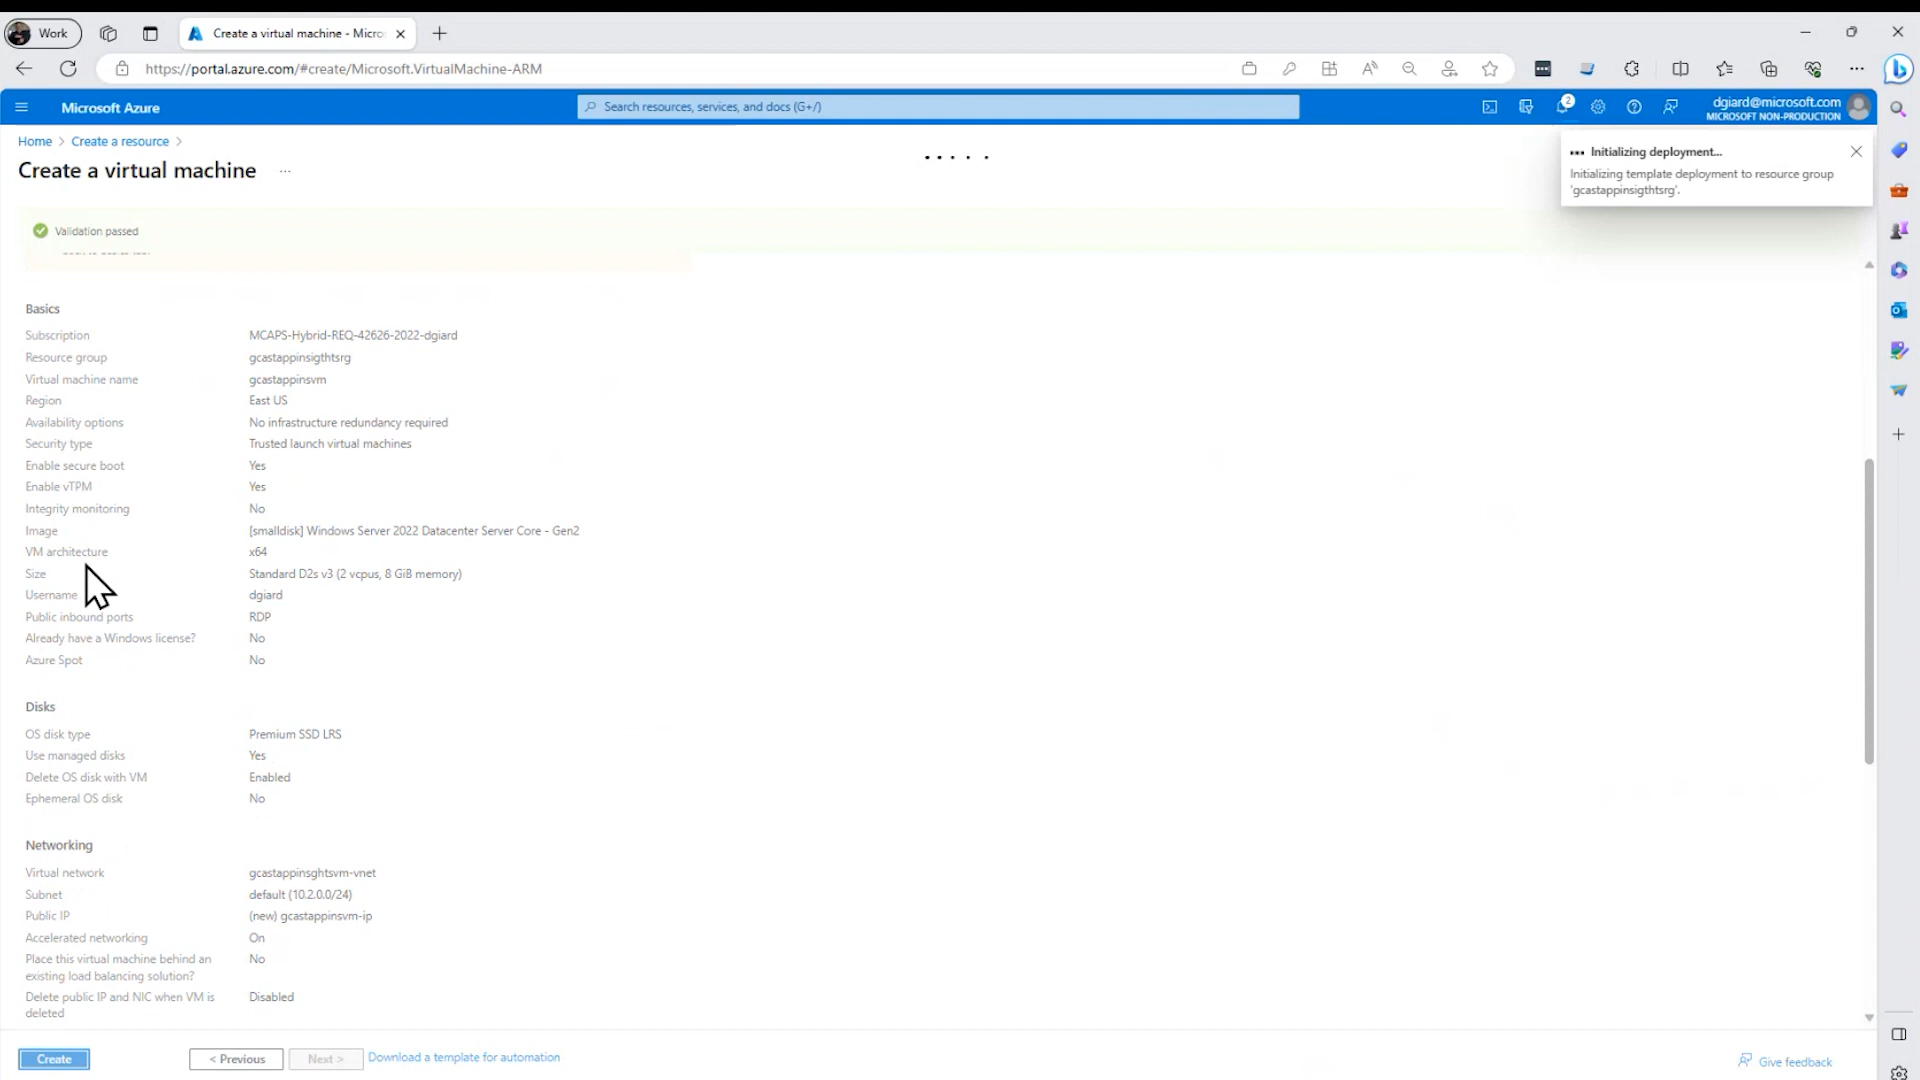 Work
Create a virtual machine - Micro
https://portal.azure.com/#create/Microsoft.VirtualMachine-ARM
Microsoft Azure
Search resources, services, and docs (G+/)
2
dgiard@microsoft.com
MICROSOFT NON-PRODUCTION
Home > Create a resource >
Create a virtual machine ...
Initializing deployment...
Initializing template deployment to resource group
'gcastappinsigthtsrg'.
Validation passed
Basics
Subscription MCAPS-Hybrid-REQ-42626-2022-dgiard
Resource group gcastappinsigthtsrg
Virtual machine name gcastappinsvm
Region East US
Availability options No infrastructure redundancy required
Security type Trusted launch virtual machines
Enable secure boot Yes
Enable vTPM Yes
Integrity monitoring No
Image [smalldisk] Windows Server 2022 Datacenter Server Core - Gen2
VM architecture x64
Size Standard D2s v3 (2 vcpus, 8 GiB memory)
Username dgiard
Public inbound ports RDP
Already have a Windows license? No
Azure Spot No
Disks
OS disk type Premium SSD LRS
Use managed disks Yes
Delete OS disk with VM Enabled
Ephemeral OS disk No
Networking
Virtual network gcastappinsghtsvm-vnet
Subnet default (10.2.0.0/24)
Public IP (new) gcastappinsvm-ip
Accelerated networking On
Place this virtual machine behind an No
existing load balancing solution?
Delete public IP and NIC when VM is Disabled
deleted
Create
< Previous
Next >
Download a template for automation
Give feedback